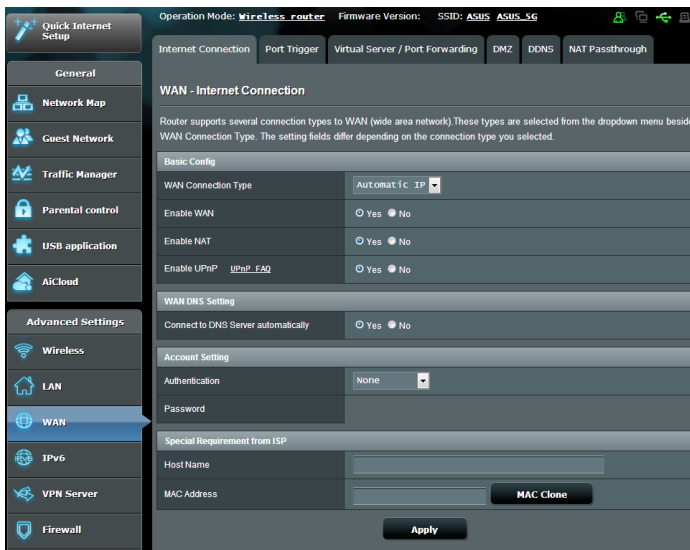 Quick Internet
Setup
General
Network Map
Guest Network
Traffic Manager
Parental control
USB application
AiCloud
Advanced Settings
Wireless
LAN
WAN
IPv6
VPN Server
Firewall
Operation Mode: Wireless router Firmware Version: SSID: ASUS ASUS_5G
Internet Connection Port Trigger Virtual Server / Port Forwarding DMZ DDNS NAT Passthrough
WAN - Internet Connection
Router supports several connection types to WAN (wide area network).These types are selected from the dropdown menu beside
WAN Connection Type. The setting fields differ depending on the connection type you selected.
Basic Config
WAN Connection Type Automatic IP
Enable WAN Yes No
Enable NAT Yes No
Enable UPnP UPnP FAQ Yes No
WAN DNS Setting
Connect to DNS Server automatically Yes No
Account Setting
Authentication None
Password
Special Requirement from ISP
Host Name
MAC Address MAC Clone
Apply